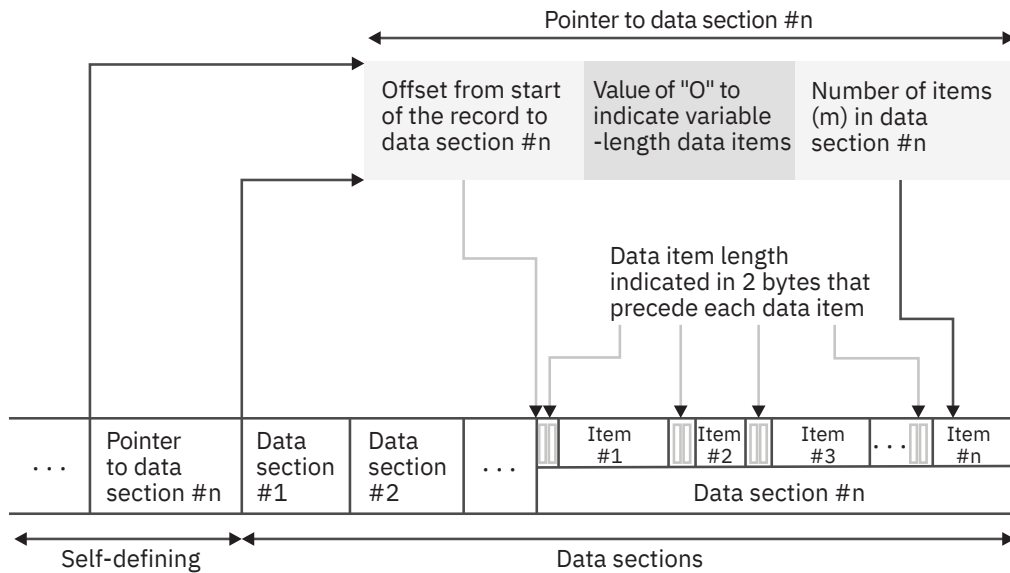 Pointer to data section #n
Offset from start
of the record to
data section #n
Value of "O" to
indicate variable
-length data items
Number of items
(m) in data
section #n
Data item length
indicated in 2 bytes that
precede each data item
. . .
Pointer
to data
section #n
Data
section
#1
Data
section
#2
. . .
Item
#1
Item
#2
Item
#3
. . .
Item
#n
Data section #n
Self-defining
Data sections